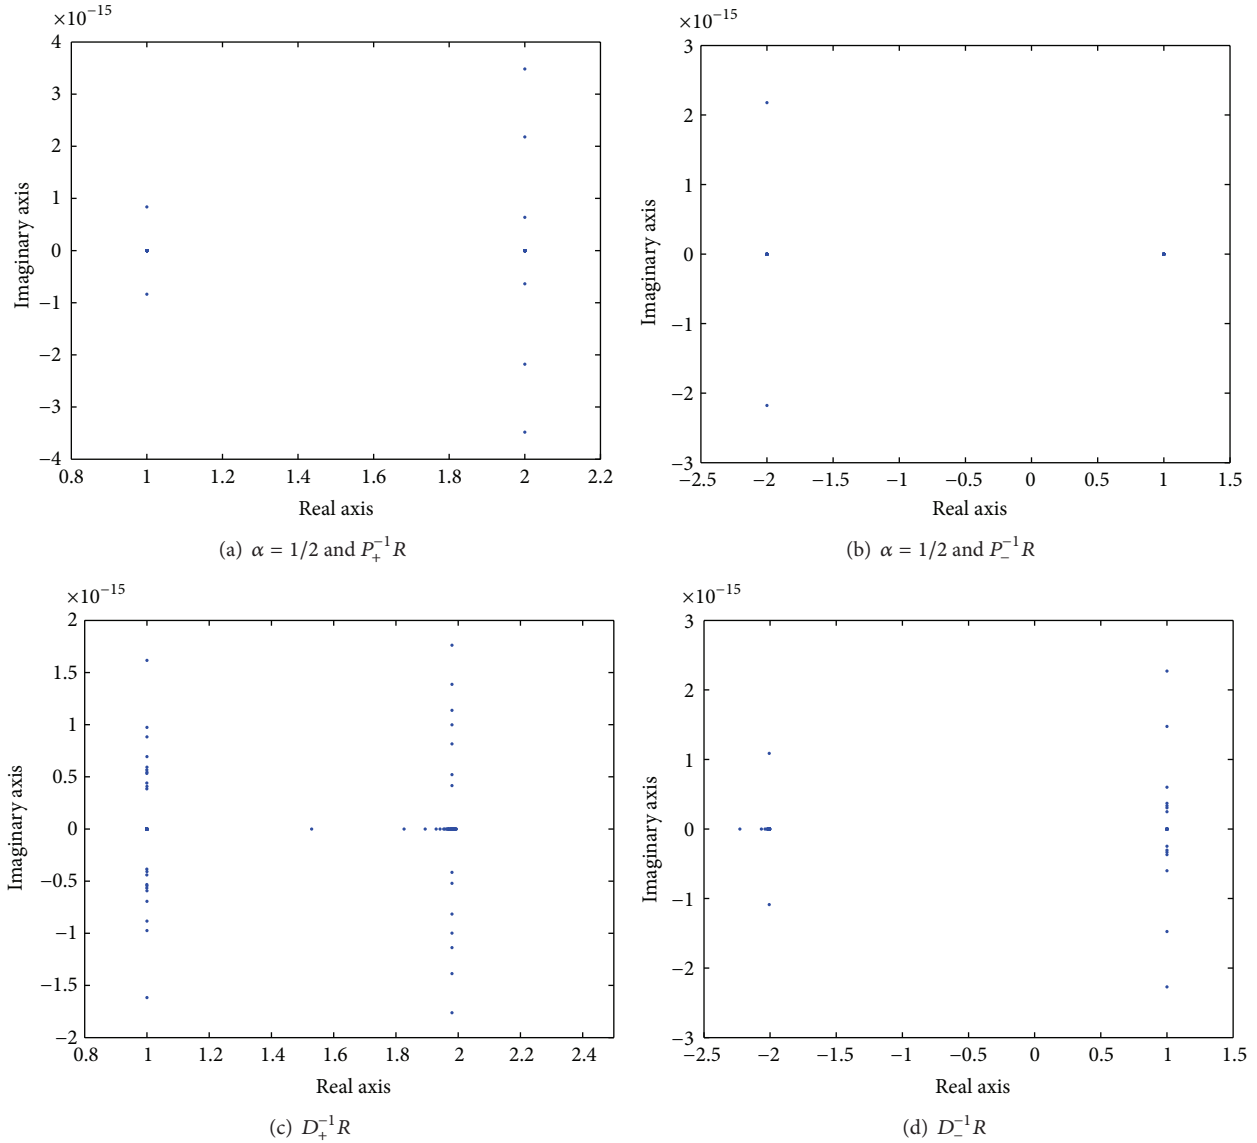 ×10⁻¹⁵
4
3
2
1
0
−1
−2
−3
−4
Imaginary axis
0.8 1 1.2 1.4 1.6 1.8 2 2.2
Real axis
(a) α = 1/2 and P₊⁻¹R
×10⁻¹⁵
3
2
1
0
−1
−2
−3
Imaginary axis
−2.5 −2 −1.5 −1 −0.5 0 0.5 1 1.5
Real axis
(b) α = 1/2 and P₋⁻¹R
×10⁻¹⁵
2
1.5
1
0.5
0
−0.5
−1
−1.5
−2
Imaginary axis
0.8 1 1.2 1.4 1.6 1.8 2 2.2 2.4
Real axis
(c) D₊⁻¹R
×10⁻¹⁵
3
2
1
0
−1
−2
−3
Imaginary axis
−2.5 −2 −1.5 −1 −0.5 0 0.5 1 1.5
Real axis
(d) D₋⁻¹R